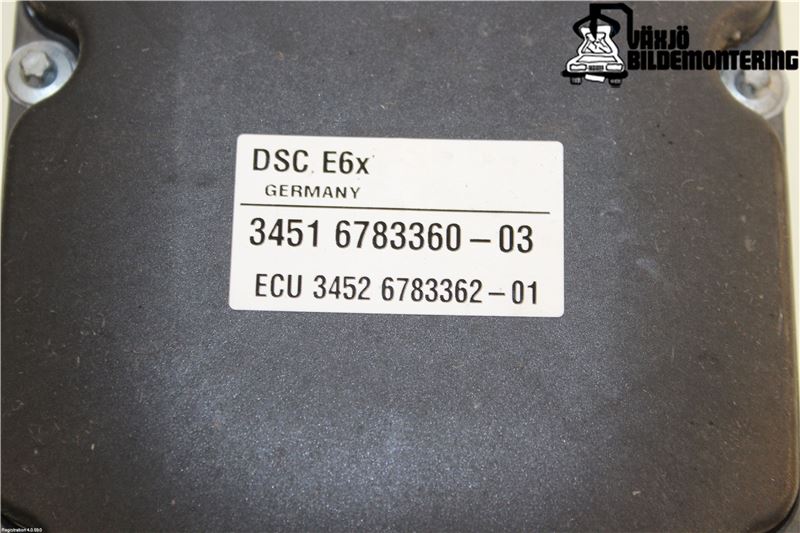 VÄXJÖ
BILDEMONTERING
DSC E6x
GERMANY
3451 6783360 – 03
ECU 3452 6783362 – 01